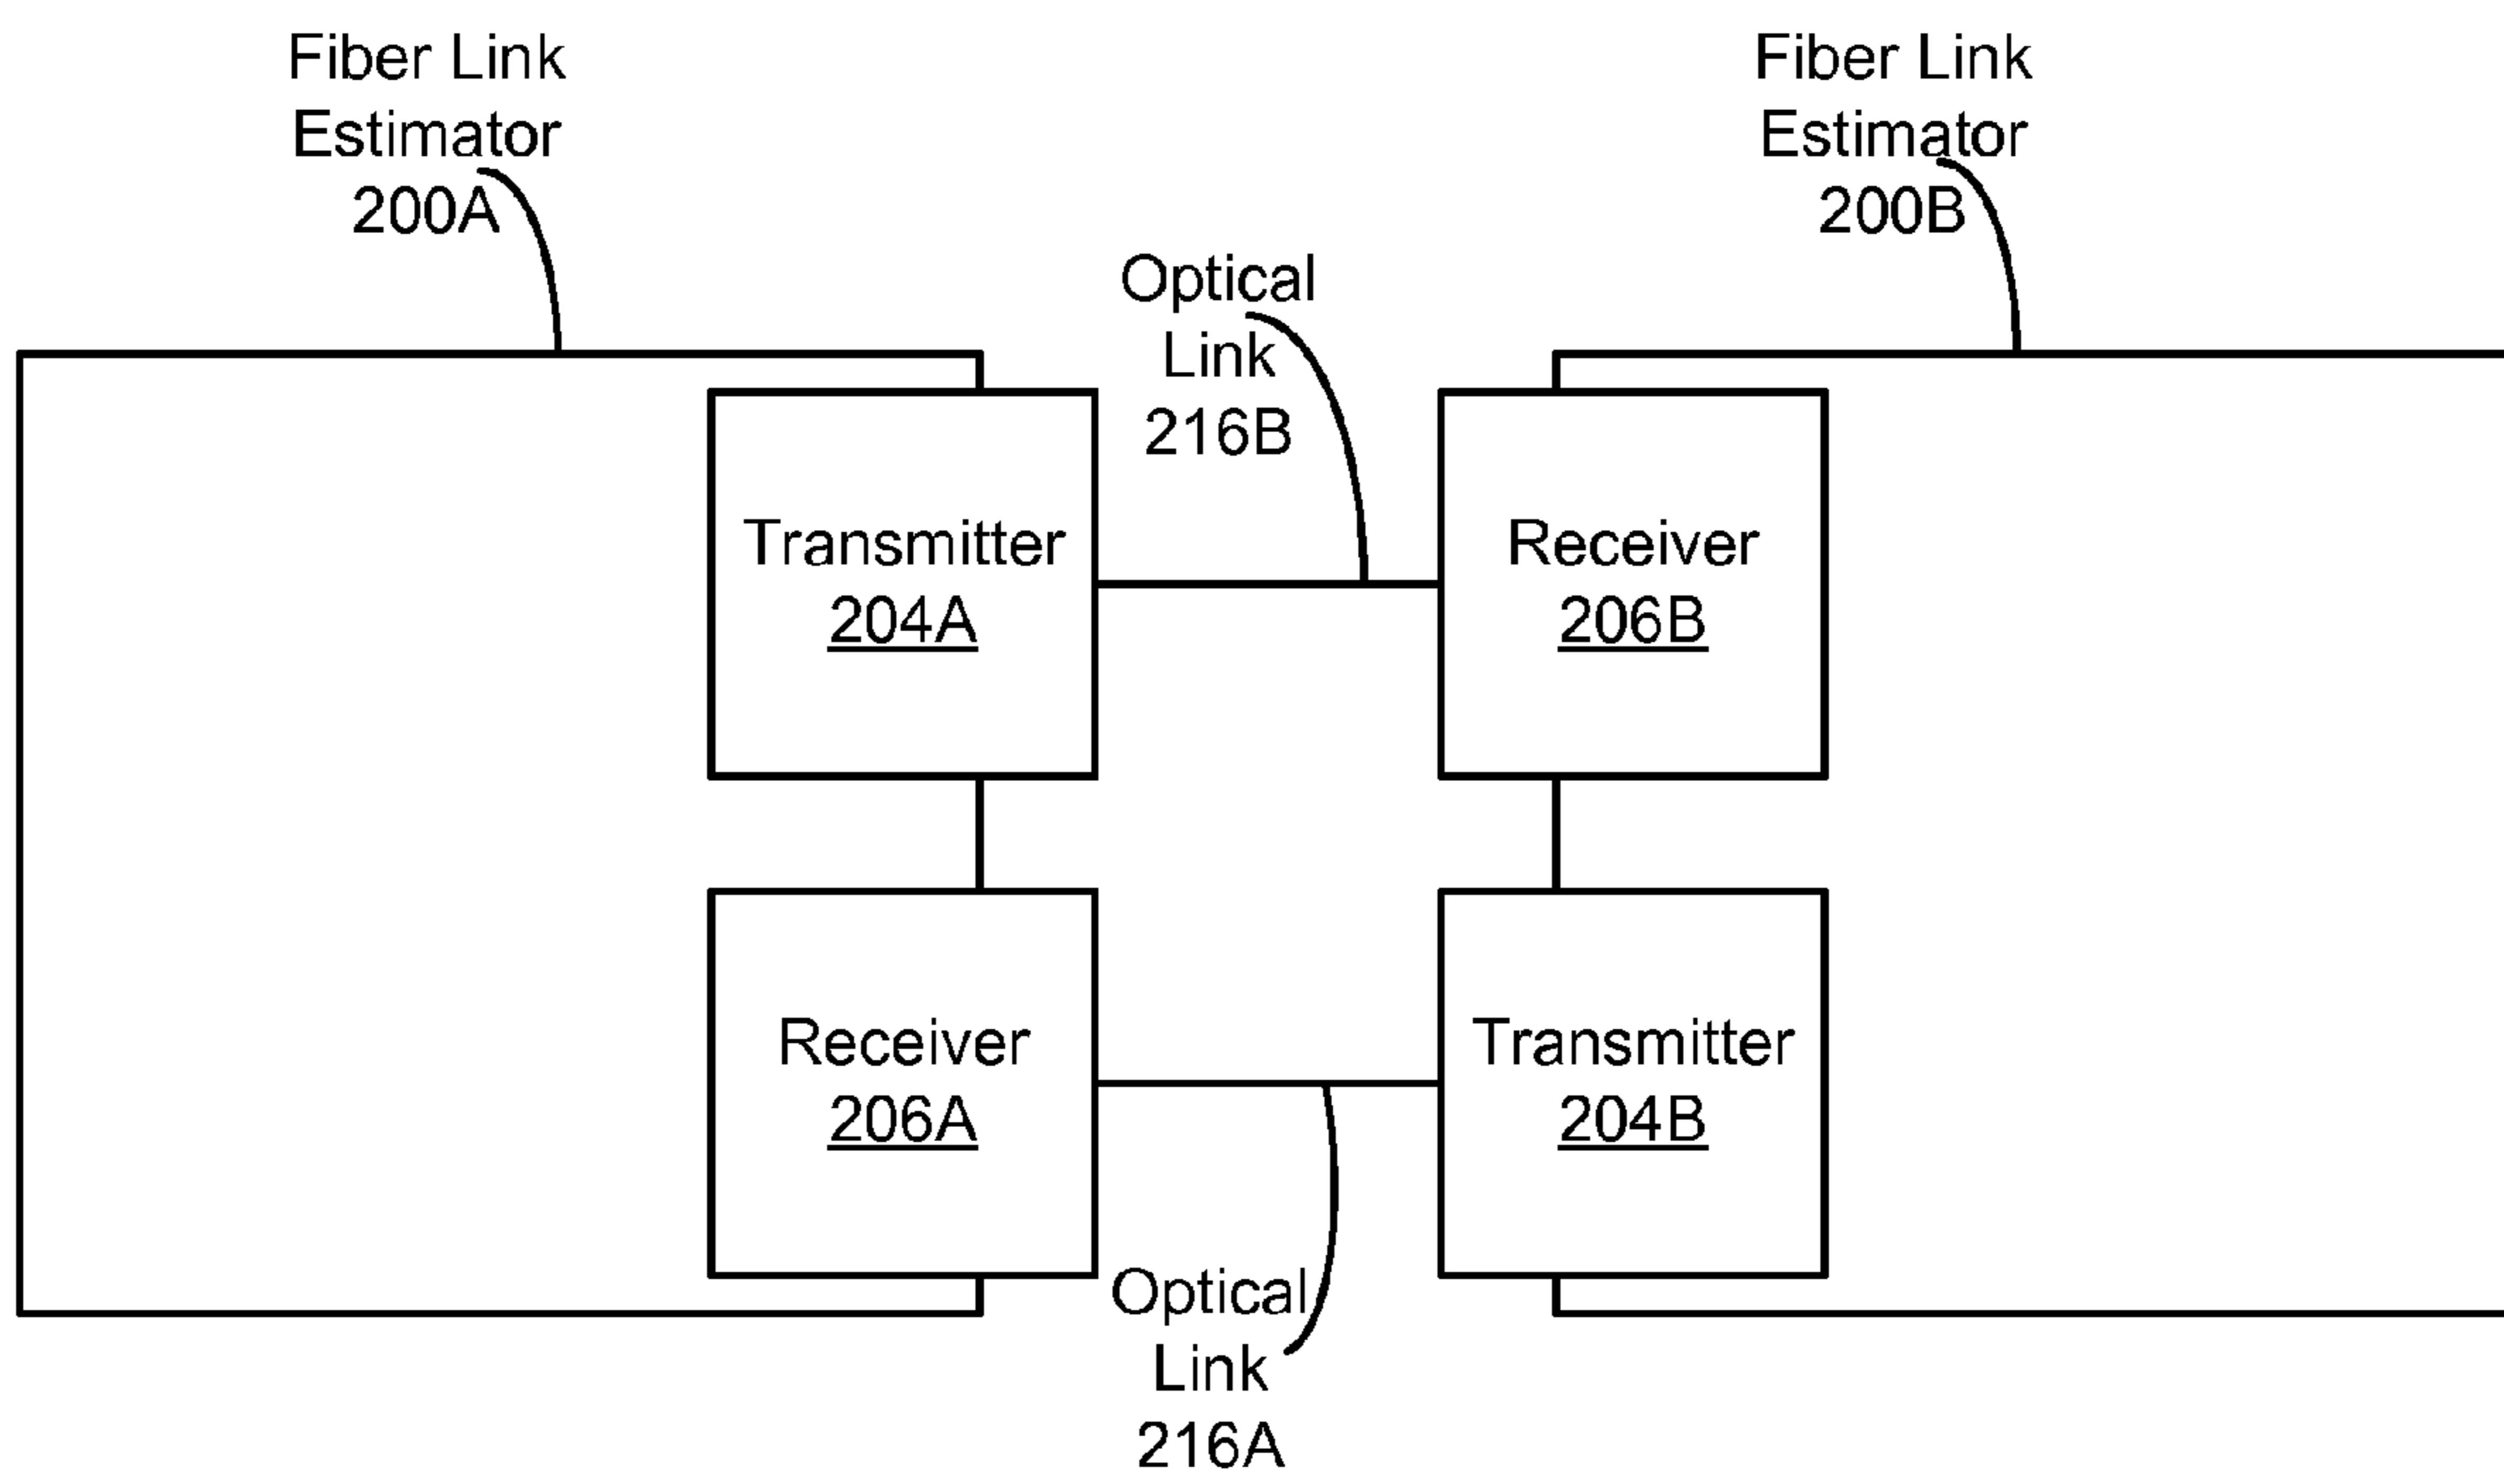 Fiber Link
Estimator
200A
Fiber Link
Estimator
200B
Optical
Link
216B
Transmitter
204A
Receiver
206B
Receiver
206A
Transmitter
204B
Optical
Link
216A